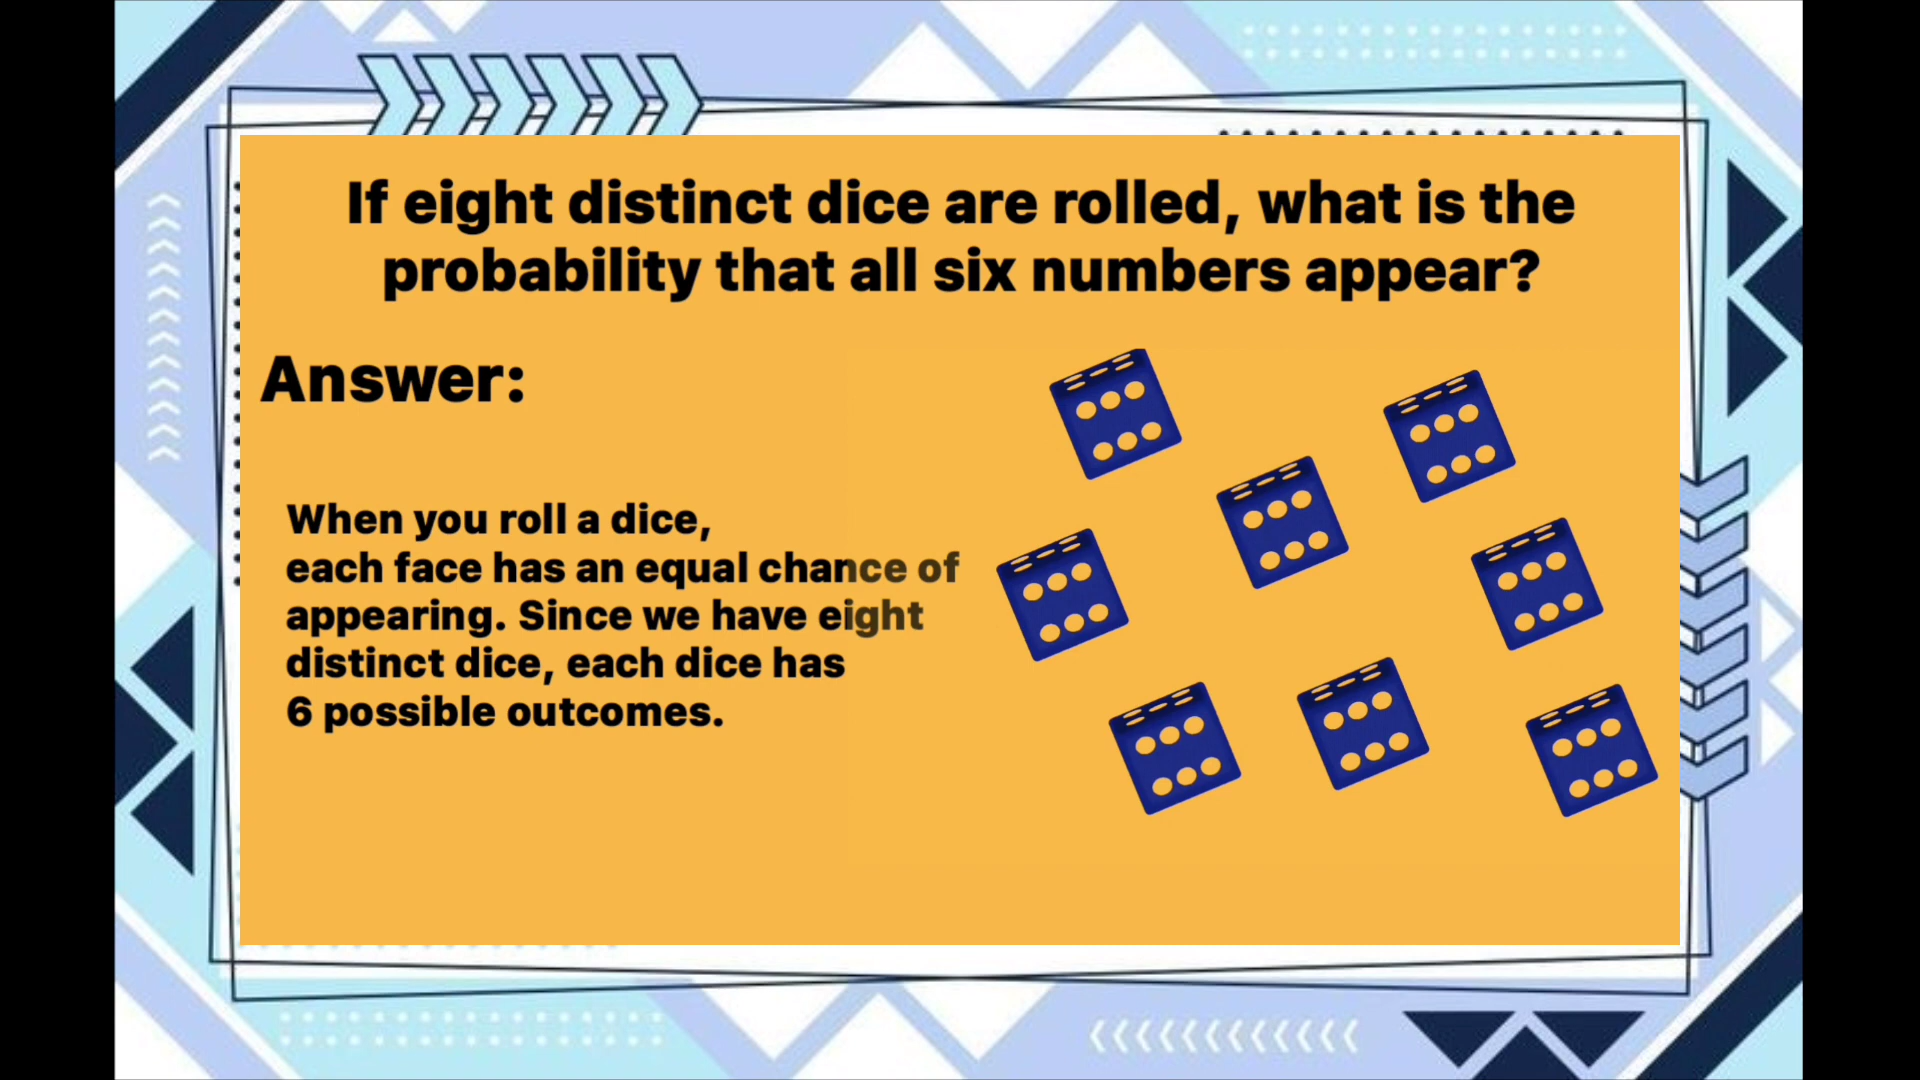 If eight distinct dice are rolled, what is the
probability that all six numbers appear?
Answer:
When you roll a dice,
each face has an equal chance of
appearing. Since we have eight
distinct dice, each dice has
6 possible outcomes.